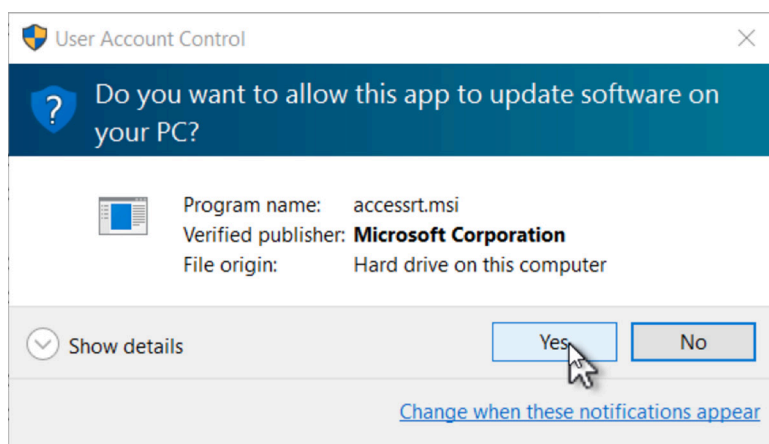 User Account Control
Do you want to allow this app to update software on
your PC?
Program name: accessrt.msi
Verified publisher: Microsoft Corporation
File origin: Hard drive on this computer
Show details
Yes
No
Change when these notifications appear